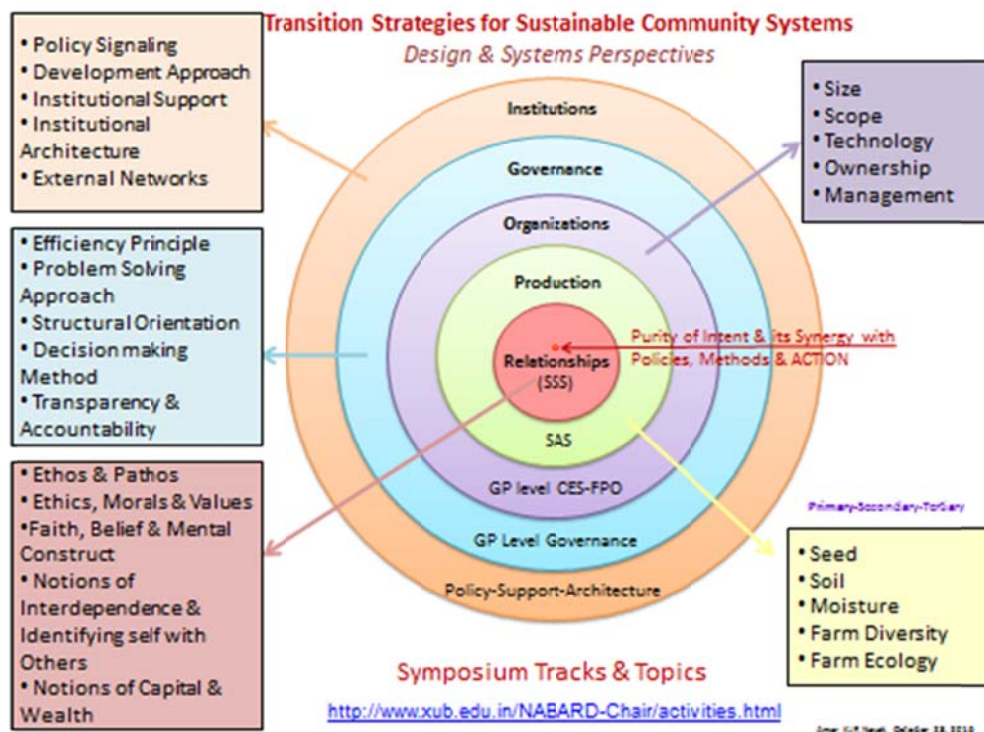 Transition Strategies for Sustainable Community Systems
Design & Systems Perspectives
• Policy Signaling
• Development Approach
• Institutional Support
• Institutional
Architecture
• External Networks
• Efficiency Principle
• Problem Solving
Approach
• Structural Orientation
• Decision making
Method
• Transparency &
Accountability
• Ethos & Pathos
• Ethics, Morals & Values
•Faith, Belief & Mental
Construct
• Notions of
Interdependence &
Identifying self with
Others
• Notions of Capital &
Wealth
Institutions
Governance
Organizations
Production
Relationships
(SSS)
SAS
GP level CES-FPO
GP Level Governance
Policy-Support-Architecture
Purity of Intent & its Synergy with
Policies, Methods & ACTION
• Size
• Scope
• Technology
• Ownership
• Management
Primary-Secondary-Tertiary
• Seed
• Soil
• Moisture
• Farm Diversity
• Farm Ecology
Symposium Tracks & Topics
http://www.xub.edu.in/NABARD-Chair/activities.html